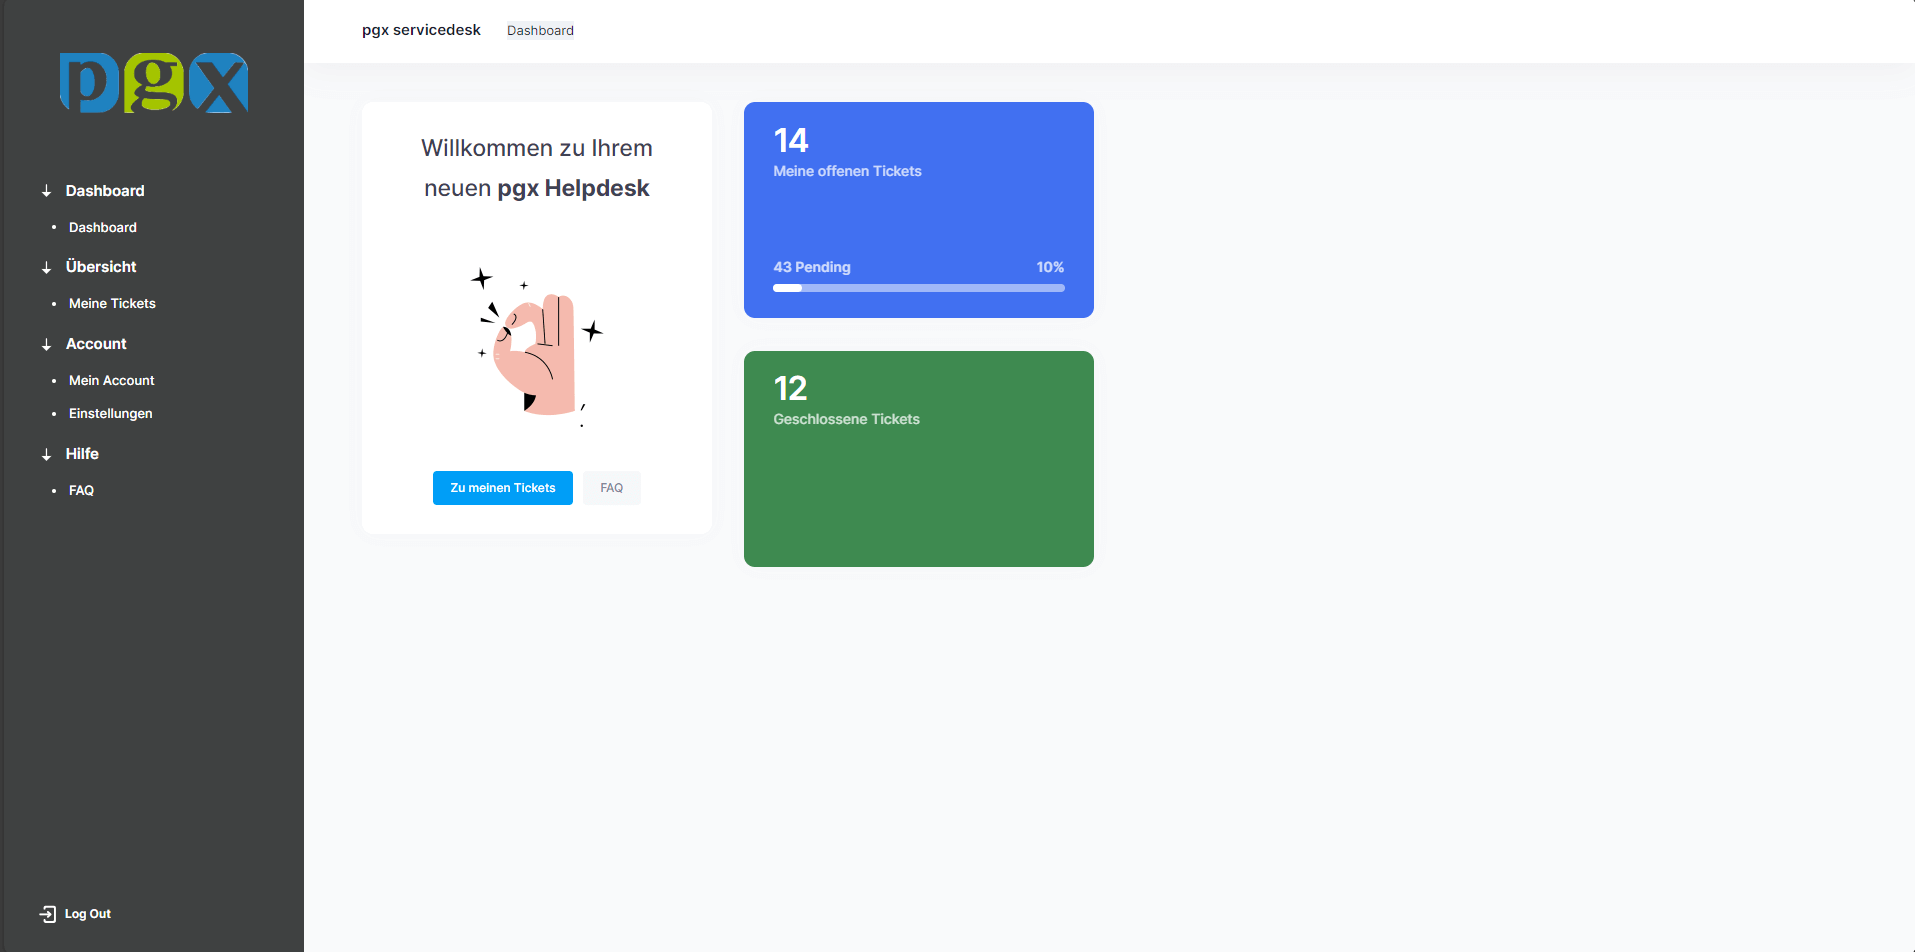 pgx
Dashboard
Dashboard
Übersicht
Meine Tickets
Account
Mein Account
Einstellungen
Hilfe
FAQ
Log Out
pgx servicedesk
Dashboard
Willkommen zu Ihrem
neuen pgx Helpdesk
Zu meinen Tickets
FAQ
14
Meine offenen Tickets
43 Pending
10%
12
Geschlossene Tickets